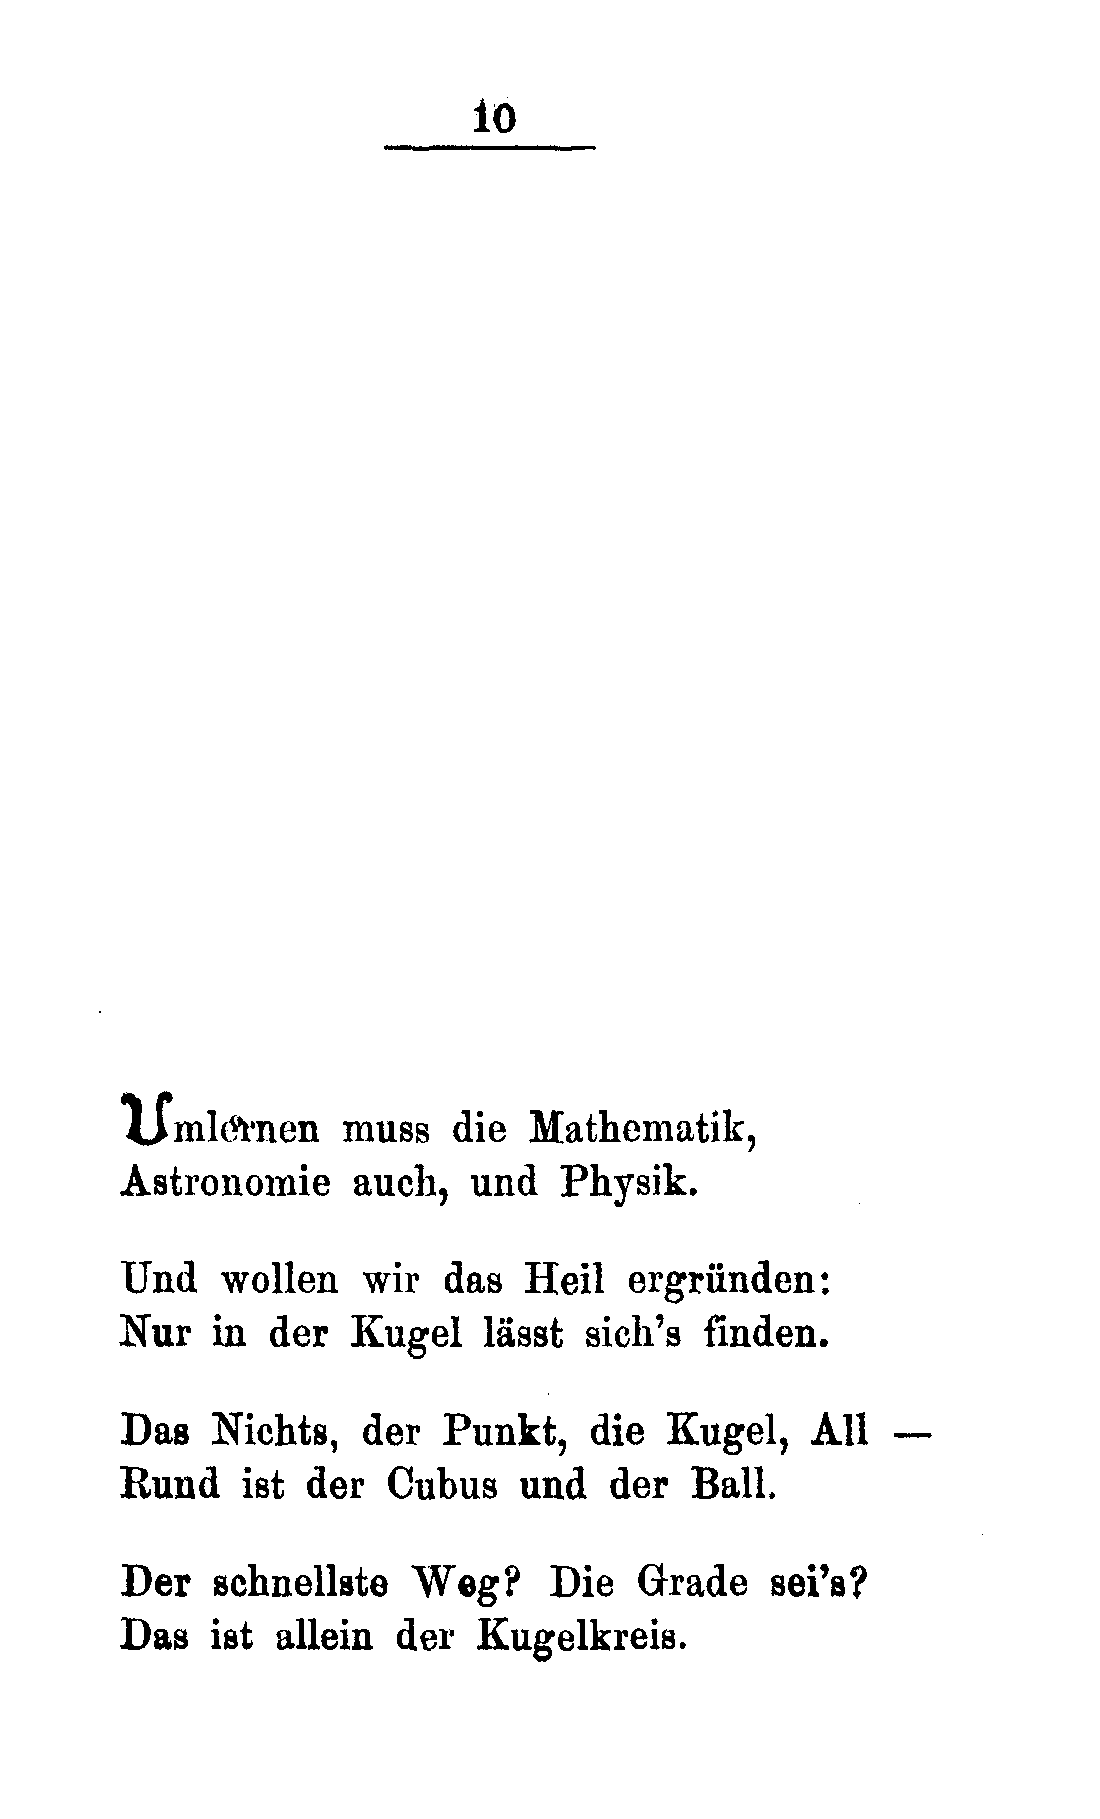 10
Umlernen muss die Mathematik,
Astronomie auch, und Physik.
Und wollen wir das Heil ergründen:
Nur in der Kugel lässt sich's finden.
Das Nichts, der Punkt, die Kugel, All —
Rund ist der Cubus und der Ball.
Der schnellste Weg? Die Grade sei's?
Das ist allein der Kugelkreis.